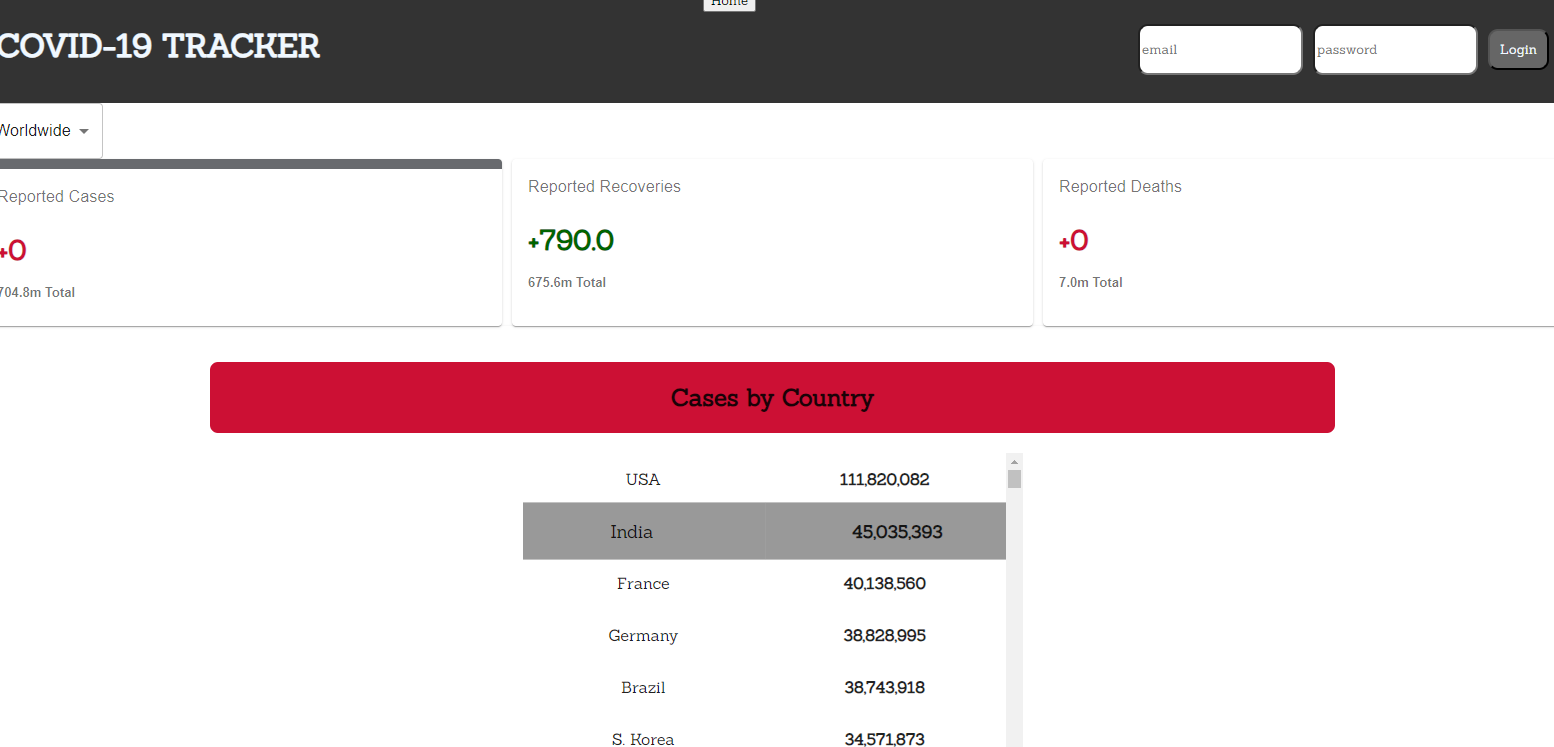 Home
COVID-19 TRACKER
email
password
Login
Worldwide
Reported Cases
+0
704.8m Total
Reported Recoveries
+790.0
675.6m Total
Reported Deaths
+0
7.0m Total
Cases by Country
USA 111,820,082
India 45,035,393
France 40,138,560
Germany 38,828,995
Brazil 38,743,918
S. Korea 34,571,873